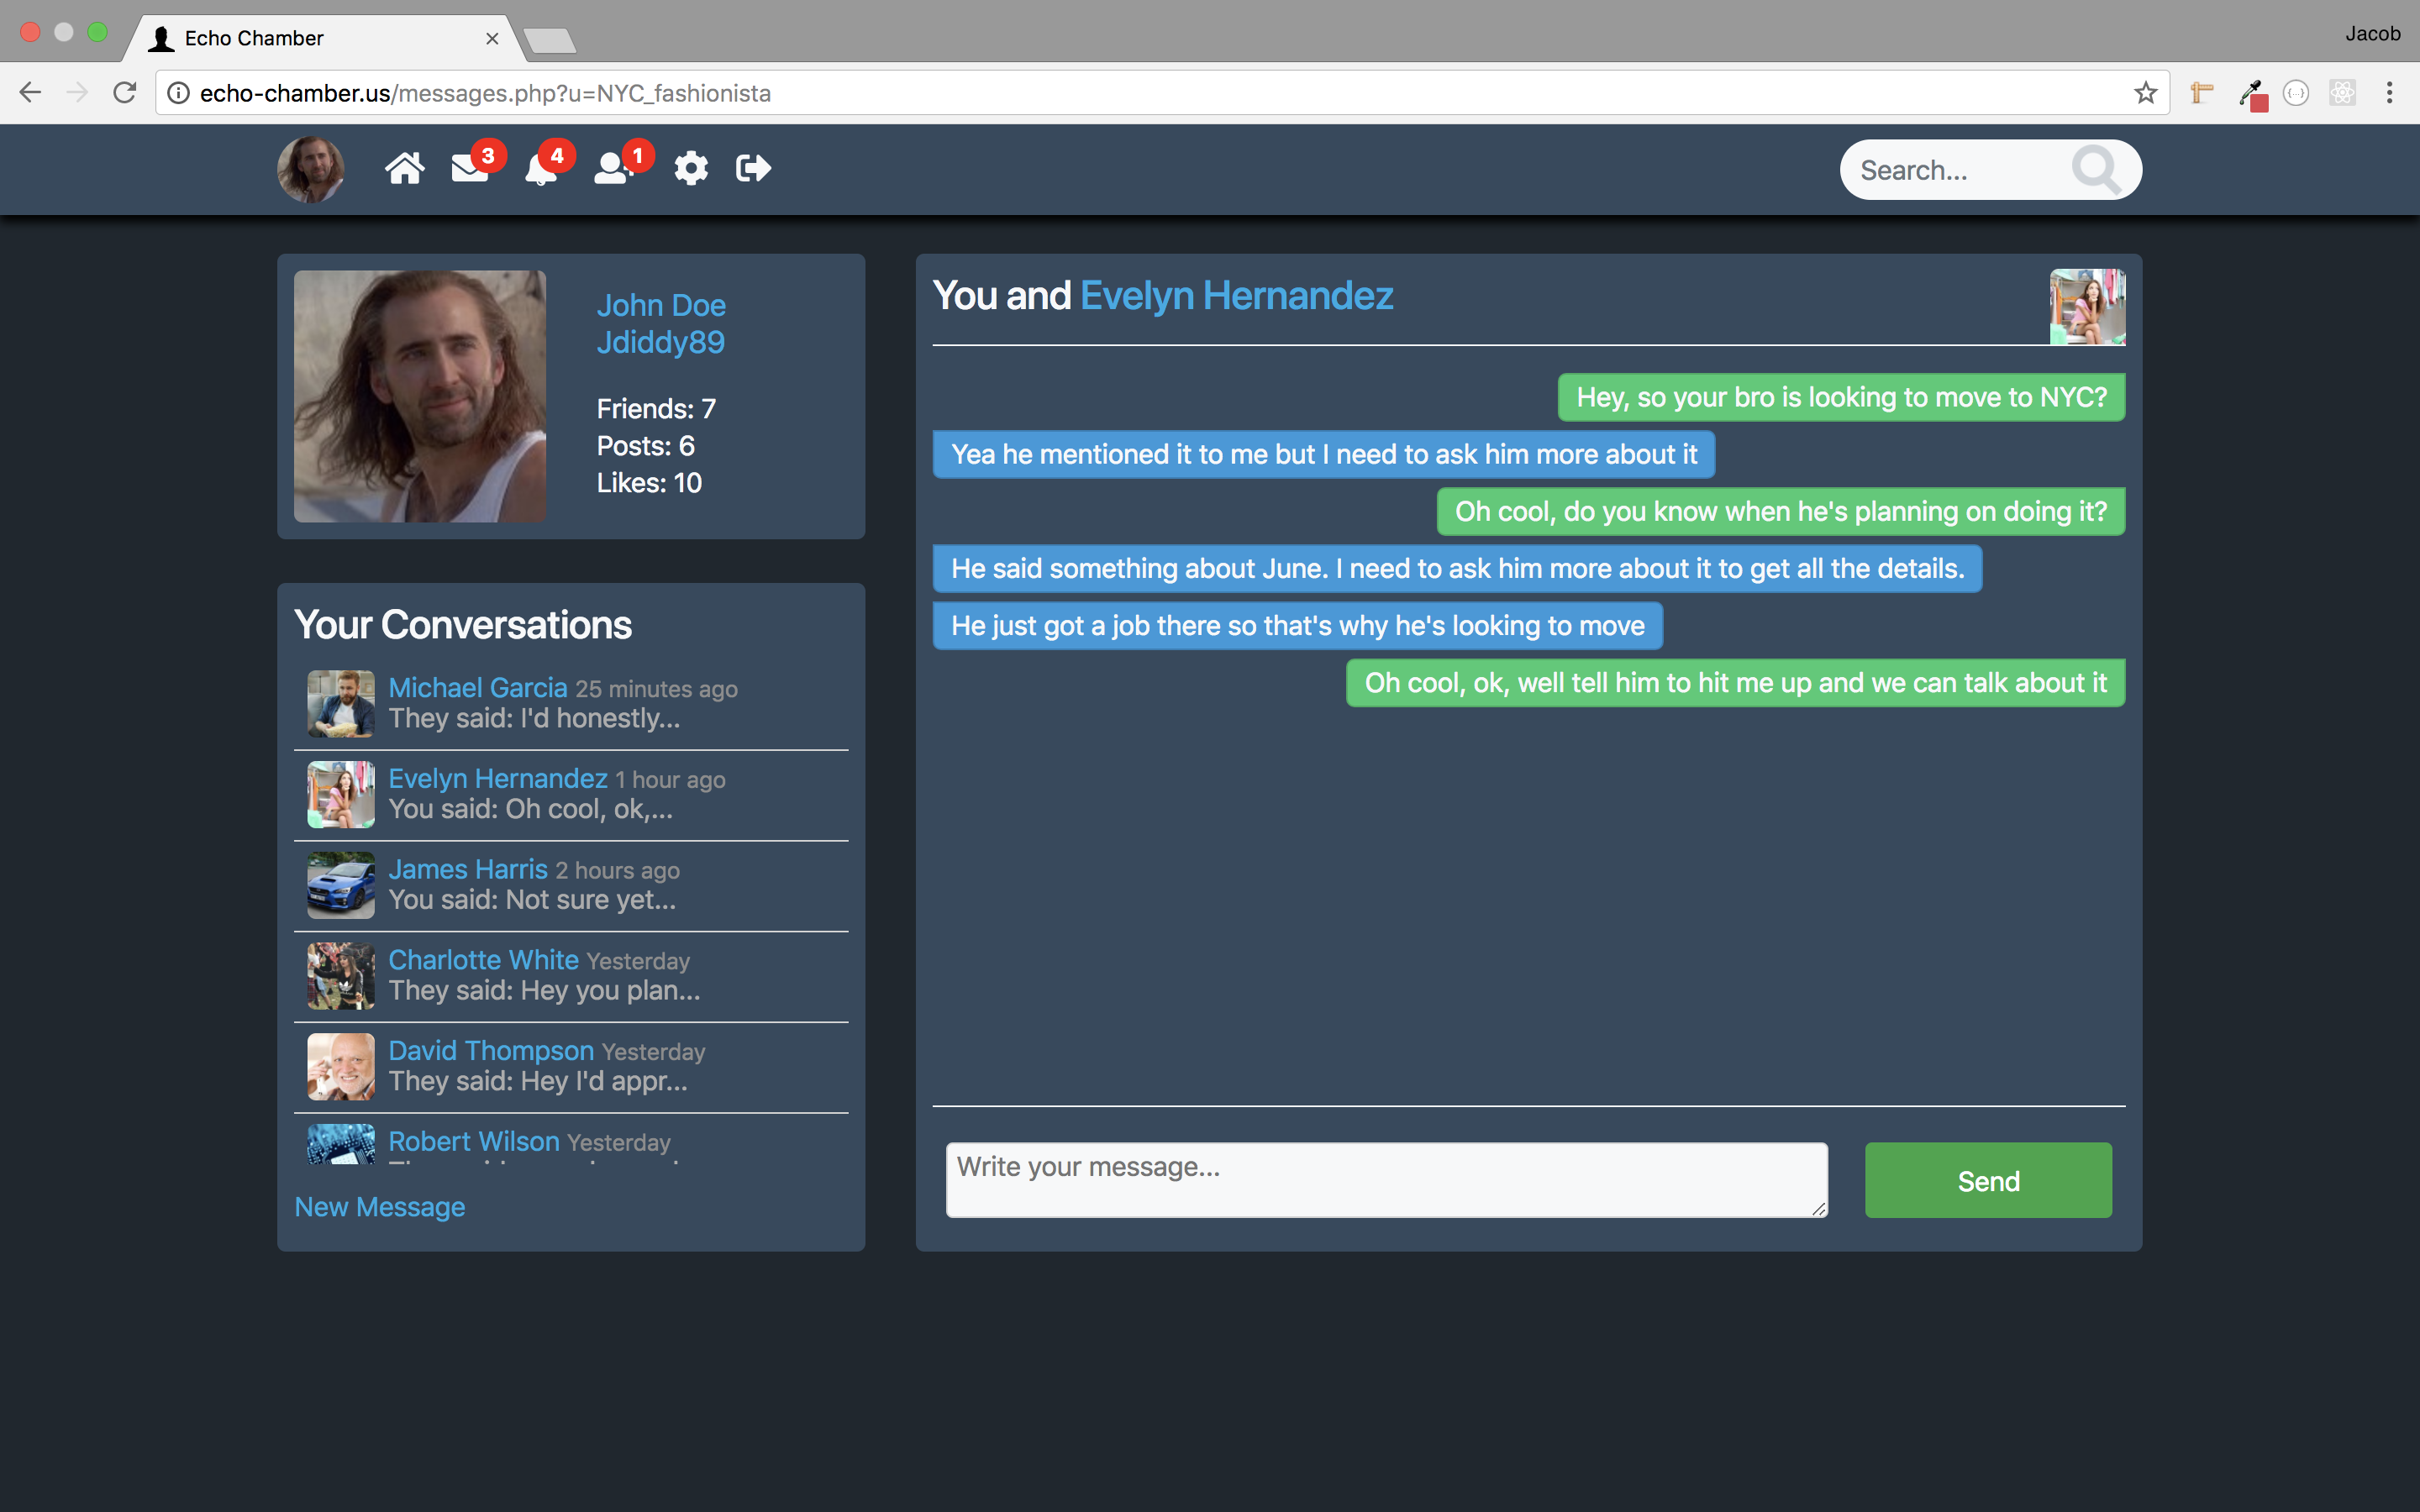 Echo Chamber
Jacob
echo-chamber.us/messages.php?u=NYC_fashionista
3
4
1
Search...
John Doe
Jdiddy89
Friends: 7
Posts: 6
Likes: 10
Your Conversations
Michael Garcia 25 minutes ago
They said: I'd honestly...
Evelyn Hernandez 1 hour ago
You said: Oh cool, ok,...
James Harris 2 hours ago
You said: Not sure yet...
Charlotte White Yesterday
They said: Hey you plan...
David Thompson Yesterday
They said: Hey I'd appr...
Robert Wilson Yesterday
New Message
You and Evelyn Hernandez
Hey, so your bro is looking to move to NYC?
Yea he mentioned it to me but I need to ask him more about it
Oh cool, do you know when he's planning on doing it?
He said something about June. I need to ask him more about it to get all the details.
He just got a job there so that's why he's looking to move
Oh cool, ok, well tell him to hit me up and we can talk about it
Write your message...
Send